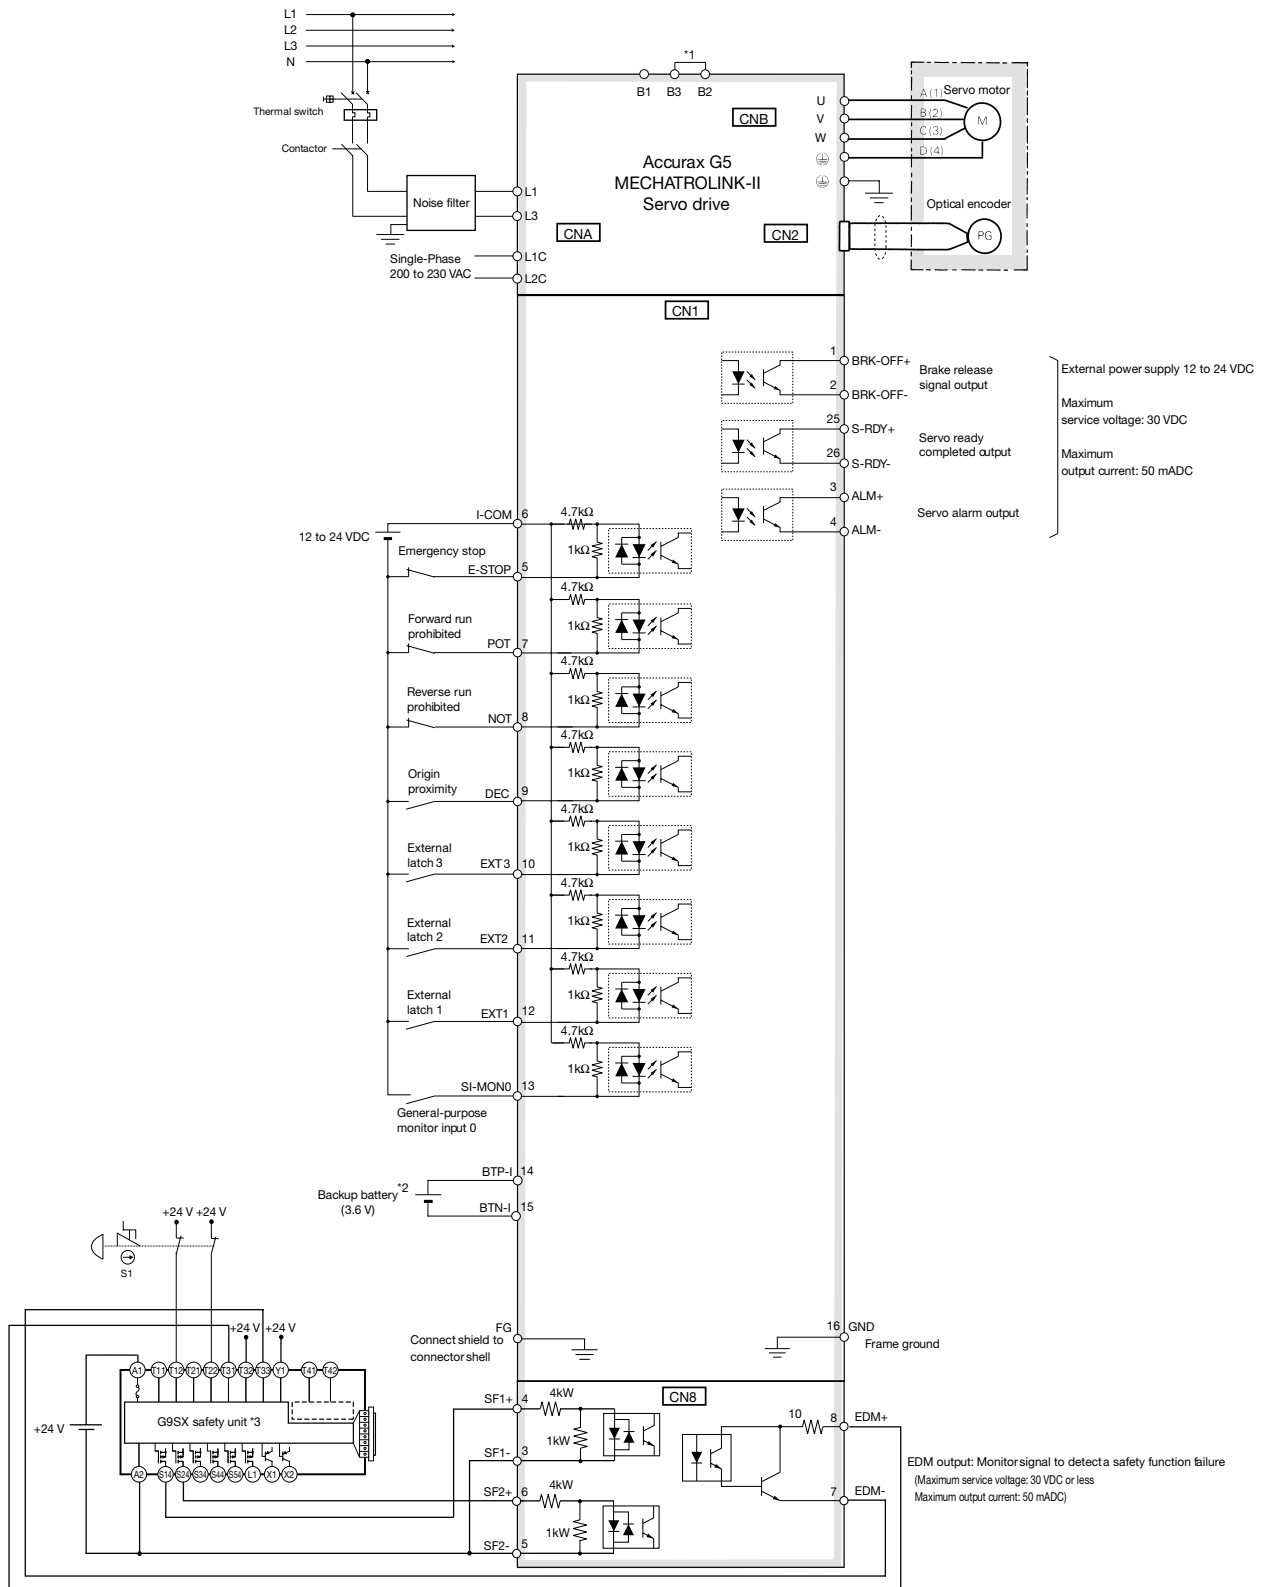 L1
L2
L3
N
Thermal switch
Contactor
Noise filter
L1
L3
Single-Phase
200 to 230 VAC
L1C
L2C
*1
B1 B3 B2
CNB
Accurax G5
MECHATROLINK-II
Servo drive
CNA
CN2
U
V
W
A (1)
B (2)
C (3)
D (4)
Servo motor
M
Optical encoder
PG
CN1
1
BRK-OFF+
2
BRK-OFF-
Brake release
signal output
25
S-RDY+
26
S-RDY-
Servo ready
completed output
3
ALM+
4
ALM-
Servo alarm output
External power supply 12 to 24 VDC
Maximum
service voltage: 30 VDC
Maximum
output current: 50 mADC
12 to 24 VDC
I-COM 6
4.7kΩ
1kΩ
Emergency stop
E-STOP 5
4.7kΩ
1kΩ
Forward run
prohibited
POT 7
4.7kΩ
1kΩ
Reverse run
prohibited
NOT 8
4.7kΩ
1kΩ
Origin
proximity
DEC 9
4.7kΩ
1kΩ
External
latch 3
EXT3 10
4.7kΩ
1kΩ
External
latch 2
EXT2 11
4.7kΩ
1kΩ
External
latch 1
EXT1 12
4.7kΩ
1kΩ
SI-MON0 13
General-purpose
monitor input 0
BTP-I 14
Backup battery *2
(3.6 V)
BTN-I 15
+24 V +24 V
S1
FG
Connect shield to
connector shell
16 GND
Frame ground
+24 V +24 V
A1 T11 T12 T21 T22 T31 T32 T33 Y1 T41 T42
G9SX safety unit *3
+24 V
A2 S14 S24 S34 S44 S54 L1 X1 X2
CN8
SF1+ 4
4kW
1kW
SF1- 3
SF2+ 6
4kW
1kW
SF2- 5
10
8 EDM+
7 EDM-
EDM output: Monitor signal to detect a safety function failure
(Maximum service voltage: 30 VDC or less
Maximum output current: 50 mADC)